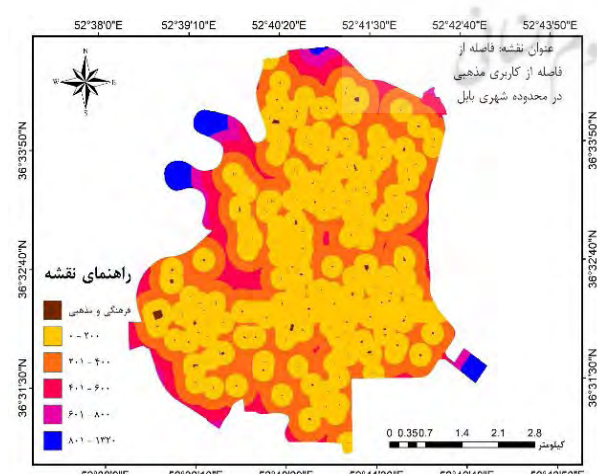 52°38'0"E 52°39'10"E 52°40'20"E 52°41'30"E 52°42'40"E 52°43'50"E
عنوان نقشه: فاصله از
فاصله از کاربری مذهبی
در محدوده شهری بابل
N
W E
S
36°33'50"N 36°33'50"N
36°32'40"N 36°32'40"N
36°31'30"N 36°31'30"N
راهنمای نقشه
فرهنگی و مذهبی
۰ - ۲۰۰
۲۰۱ - ۴۰۰
۴۰۱ - ۶۰۰
۶۰۱ - ۸۰۰
۸۰۱ - ۱۳۲۰
0 0.350.7 1.4 2.1 2.8
کیلومتر